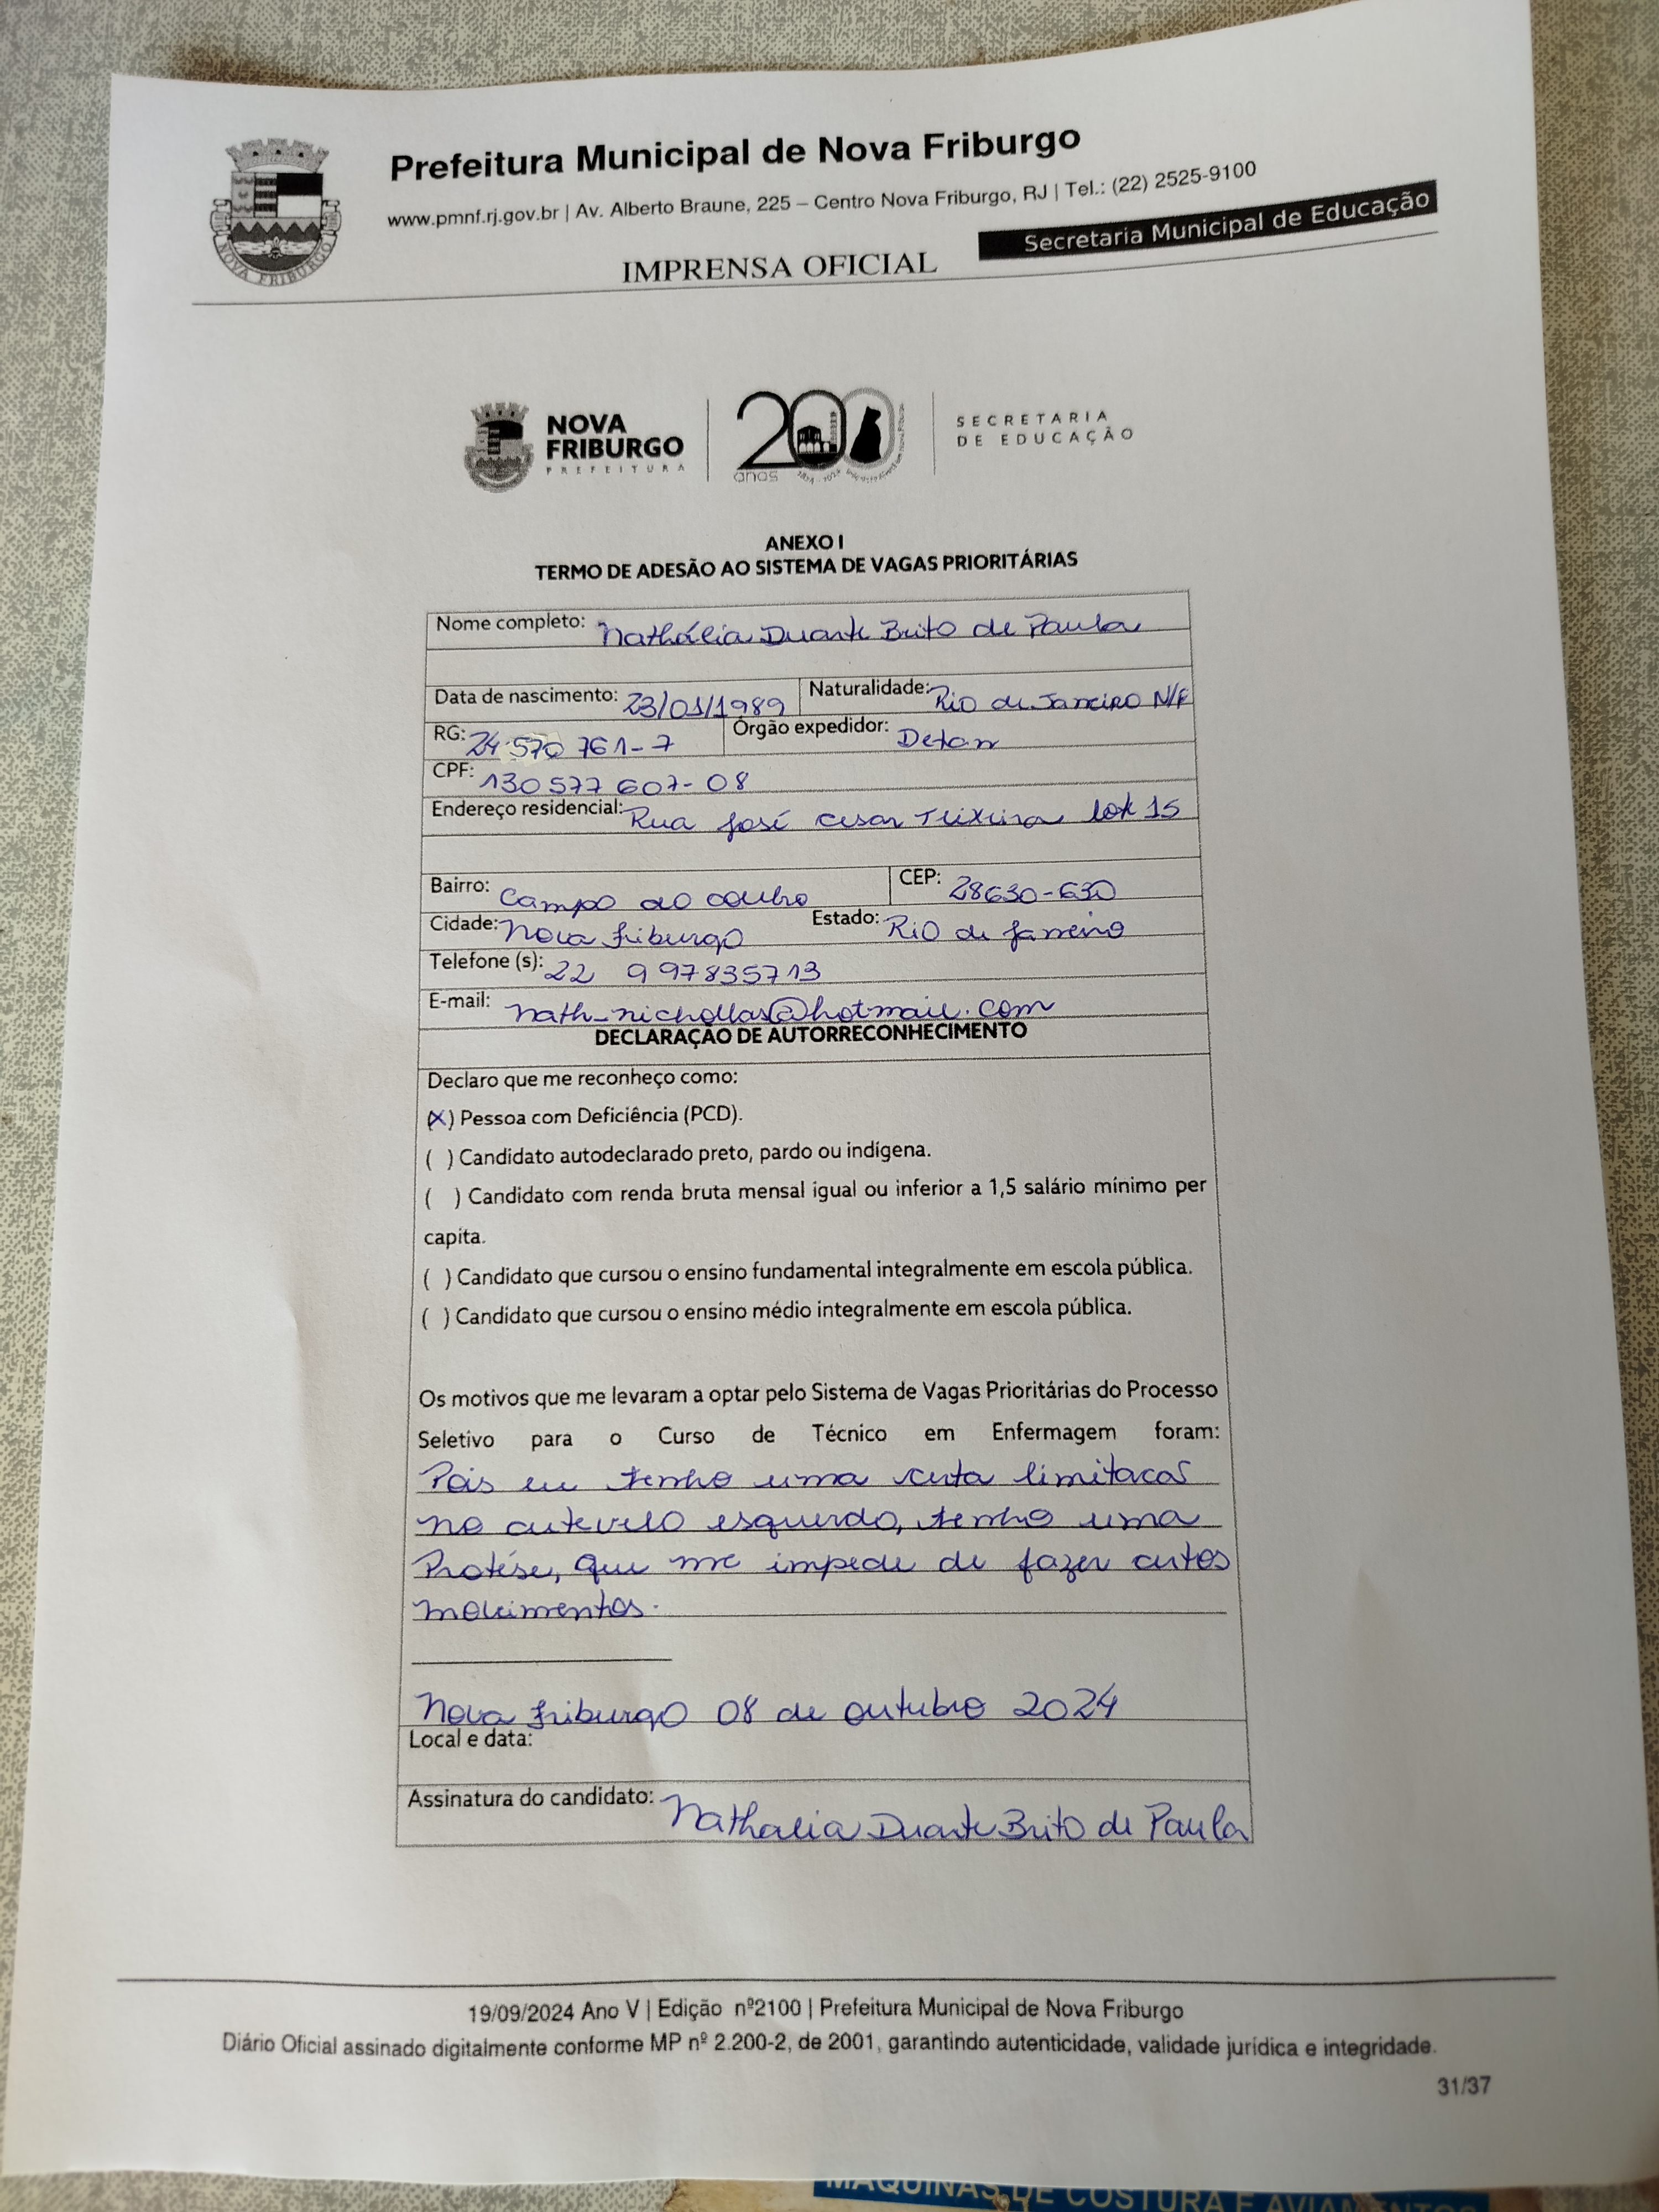 Prefeitura Municipal de Nova Friburgo
www.pmnf.rj.gov.br | Av. Alberto Braune, 225 – Centro Nova Friburgo, RJ | Tel.: (22) 2525-9100
Secretaria Municipal de Educação
IMPRENSA OFICIAL
NOVA FRIBURGO
NOVA
FRIBURGO
PREFEITURA
200
anos
SECRETARIA
DE EDUCAÇÃO
ANEXO I
TERMO DE ADESÃO AO SISTEMA DE VAGAS PRIORITÁRIAS
Nome completo: Nathália Duarte Brito de Paula
Data de nascimento: 23/01/1989 Naturalidade: Rio de Janeiro N/F
RG: 24 570 761-7 Órgão expedidor: Detran
CPF: 130 577 607-08
Endereço residencial: Rua José Cesar Teixeira lote 15
Bairro: Campo do coelho CEP: 28630-630
Cidade: Nova Friburgo Estado: Rio de Janeiro
Telefone (s): 22 9 97835713
E-mail: nath_nichollas@hotmail.com
DECLARAÇÃO DE AUTORRECONHECIMENTO
Declaro que me reconheço como:
(X) Pessoa com Deficiência (PCD).
( ) Candidato autodeclarado preto, pardo ou indígena.
( ) Candidato com renda bruta mensal igual ou inferior a 1,5 salário mínimo per
capita.
( ) Candidato que cursou o ensino fundamental integralmente em escola pública.
( ) Candidato que cursou o ensino médio integralmente em escola pública.
Os motivos que me levaram a optar pelo Sistema de Vagas Prioritárias do Processo
Seletivo para o Curso de Técnico em Enfermagem foram:
Pois eu tenho uma certa limitacas
no cutevelo esquerdo, tenho uma
Protése, que me impede de fazer certos
movimentos.
Nova Friburgo 08 de outubro 2024
Local e data:
Assinatura do candidato: Nathalia Duarte Brito de Paula
19/09/2024 Ano V | Edição nº2100 | Prefeitura Municipal de Nova Friburgo
Diário Oficial assinado digitalmente conforme MP nº 2.200-2, de 2001, garantindo autenticidade, validade jurídica e integridade.
31/37
MAQUINAS DE COSTURA E AVIAMENTOS